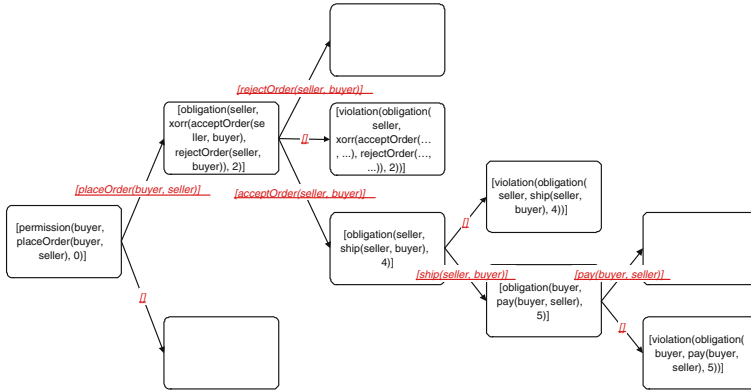 [rejectOrder(seller, buyer)]
[obligation(seller,
xorr(acceptOrder(se
ller, buyer),
rejectOrder(seller,
buyer)), 2)]
[]
[violation(obligation(
seller,
xorr(acceptOrder(…
, ...), rejectOrder(…,
...)), 2))]
[placeOrder(buyer, seller)]
[acceptOrder(seller, buyer)]
[permission(buyer,
placeOrder(buyer,
seller), 0)]
[]
[obligation(seller,
ship(seller, buyer),
4)]
[]
[violation(obligation(
seller, ship(seller,
buyer), 4))]
[ship(seller, buyer)]
[obligation(buyer,
pay(buyer, seller),
5)]
[pay(buyer, seller)]
[]
[violation(obligation(
buyer, pay(buyer,
seller), 5))]